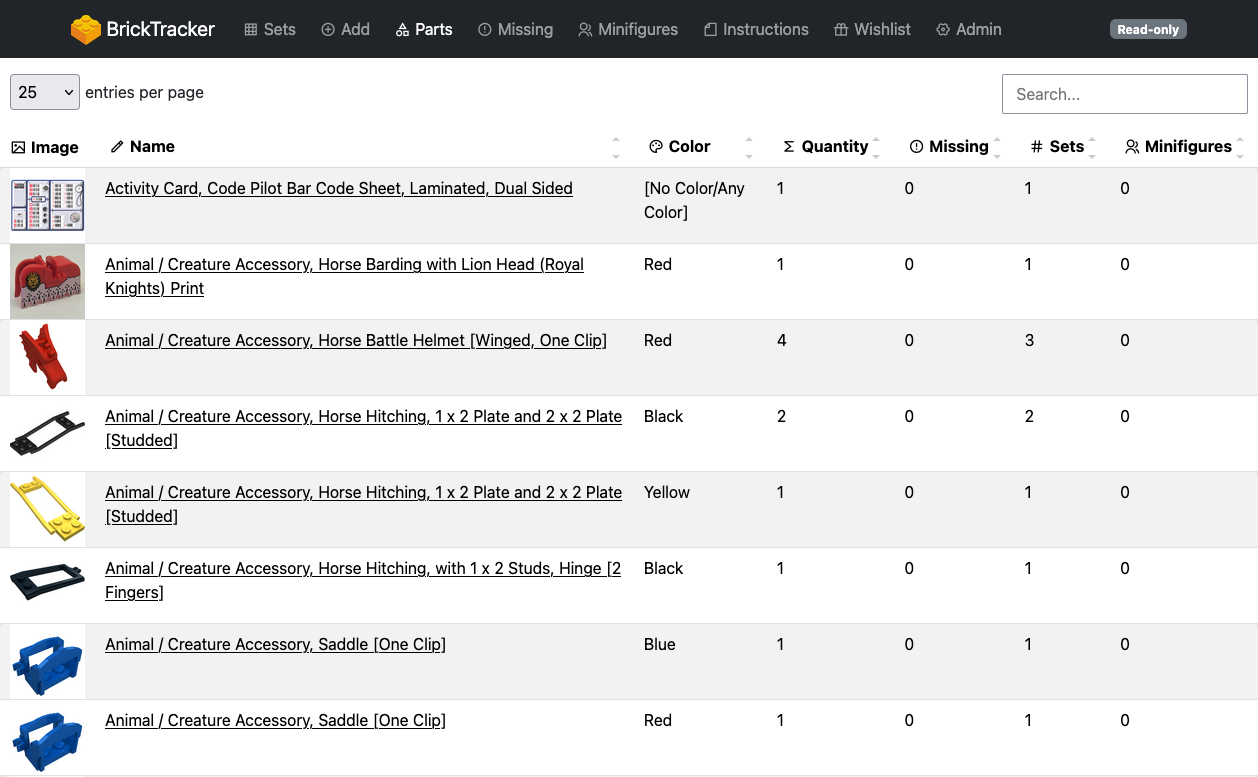 BrickTracker Sets Add Parts Missing Minifigures Instructions Wishlist Admin Read-only
25 entries per page Search...
Image Name Color Quantity Missing # Sets Minifigures
Activity Card, Code Pilot Bar Code Sheet, Laminated, Dual Sided [No Color/Any 1 0 1 0
Color]
Animal / Creature Accessory, Horse Barding with Lion Head (Royal Red 1 0 1 0
Knights) Print
Animal / Creature Accessory, Horse Battle Helmet [Winged, One Clip] Red 4 0 3 0
Animal / Creature Accessory, Horse Hitching, 1 x 2 Plate and 2 x 2 Plate Black 2 0 2 0
[Studded]
Animal / Creature Accessory, Horse Hitching, 1 x 2 Plate and 2 x 2 Plate Yellow 1 0 1 0
[Studded]
Animal / Creature Accessory, Horse Hitching, with 1 x 2 Studs, Hinge [2 Black 1 0 1 0
Fingers]
Animal / Creature Accessory, Saddle [One Clip] Blue 1 0 1 0
Animal / Creature Accessory, Saddle [One Clip] Red 1 0 1 0